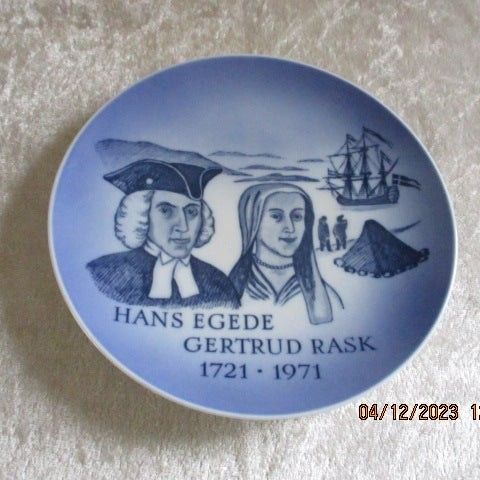 HANS EGEDE
GERTRUD RASK
1721 · 1971
04/12/2023